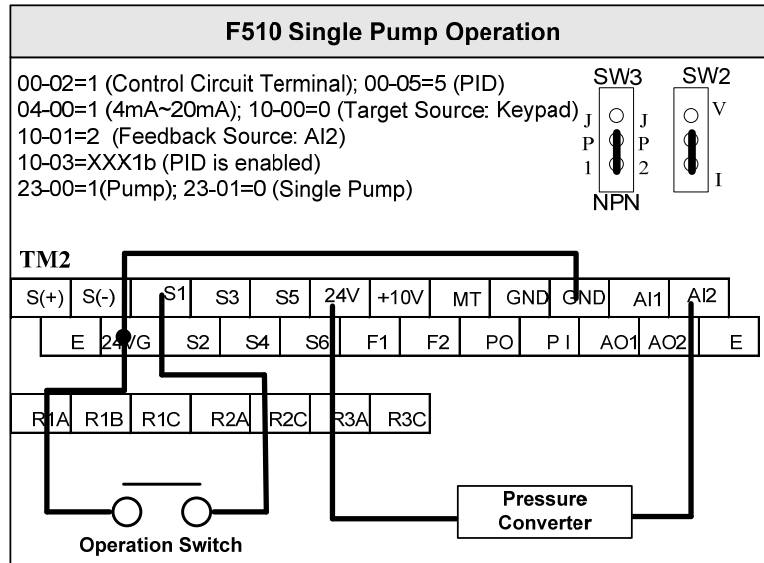 F510 Single Pump Operation
00-02=1 (Control Circuit Terminal); 00-05=5 (PID)
04-00=1 (4mA~20mA); 10-00=0 (Target Source: Keypad)
10-01=2 (Feedback Source: AI2)
10-03=XXX1b (PID is enabled)
23-00=1(Pump); 23-01=0 (Single Pump)
SW3 SW2
J J V
P P
1 2 I
NPN
TM2
S(+) S(-) S1 S3 S5 24V +10V MT GND GND AI1 AI2
E 24VG S2 S4 S6 F1 F2 PO PI AO1 AO2 E
R1A R1B R1C R2A R2C R3A R3C
Pressure
Converter
Operation Switch